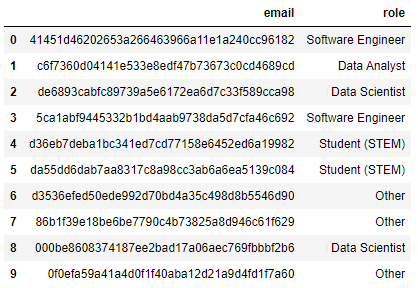 email role
0 41451d46202653a266463966a11e1a240cc96182 Software Engineer
1 c6f7360d04141e533e8edf47b73673c0cd4689cd Data Analyst
2 de6893cabfc89739a5e6172ea6d7c33f589cca98 Data Scientist
3 5ca1abf9445332b1bd4aab9738da5d7cfa46c692 Software Engineer
4 d36eb7deba1bc341ed7cd77158e6452ed6a19982 Student (STEM)
5 da55dd6dab7aa8317c8a98cc3ab6a6ea5139c084 Student (STEM)
6 d3536efed50ede992d70bd4a35c498d8b5546d90 Other
7 86b1f39e18be6be7790c4b73825a8d946c61f629 Other
8 000be8608374187ee2bad17a06aec769fbbbf2b6 Data Scientist
9 0f0efa59a41a4d0f1f40aba12d21a9d4fd1f7a60 Other